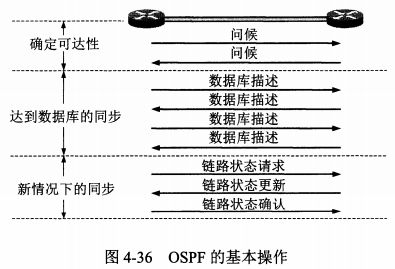 确定可达性
问候
问候
达到数据库的同步
数据库描述
数据库描述
数据库描述
数据库描述
新情况下的同步
链路状态请求
链路状态更新
链路状态确认
图 4-36 OSPF 的基本操作